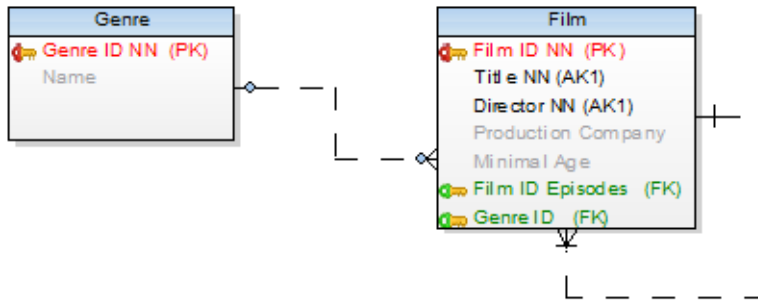 Genre
Genre ID NN (PK)
Name
Film
Film ID NN (PK)
Title NN (AK1)
Director NN (AK1)
Production Company
Minimal Age
Film ID Episodes (FK)
Genre ID (FK)